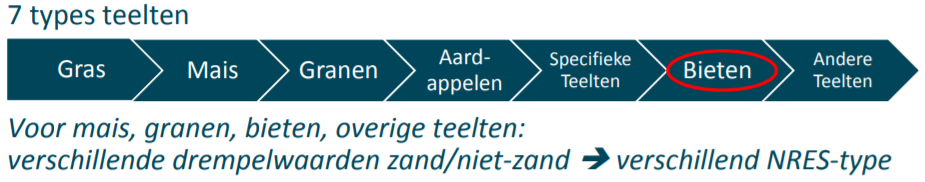 7 types teelten
Gras
Mais
Granen
Aard-
appelen
Specifieke
Teelten
Bieten
Andere
Teelten
Voor mais, granen, bieten, overige teelten:
verschillende drempelwaarden zand/niet-zand ➔ verschillend NRES-type